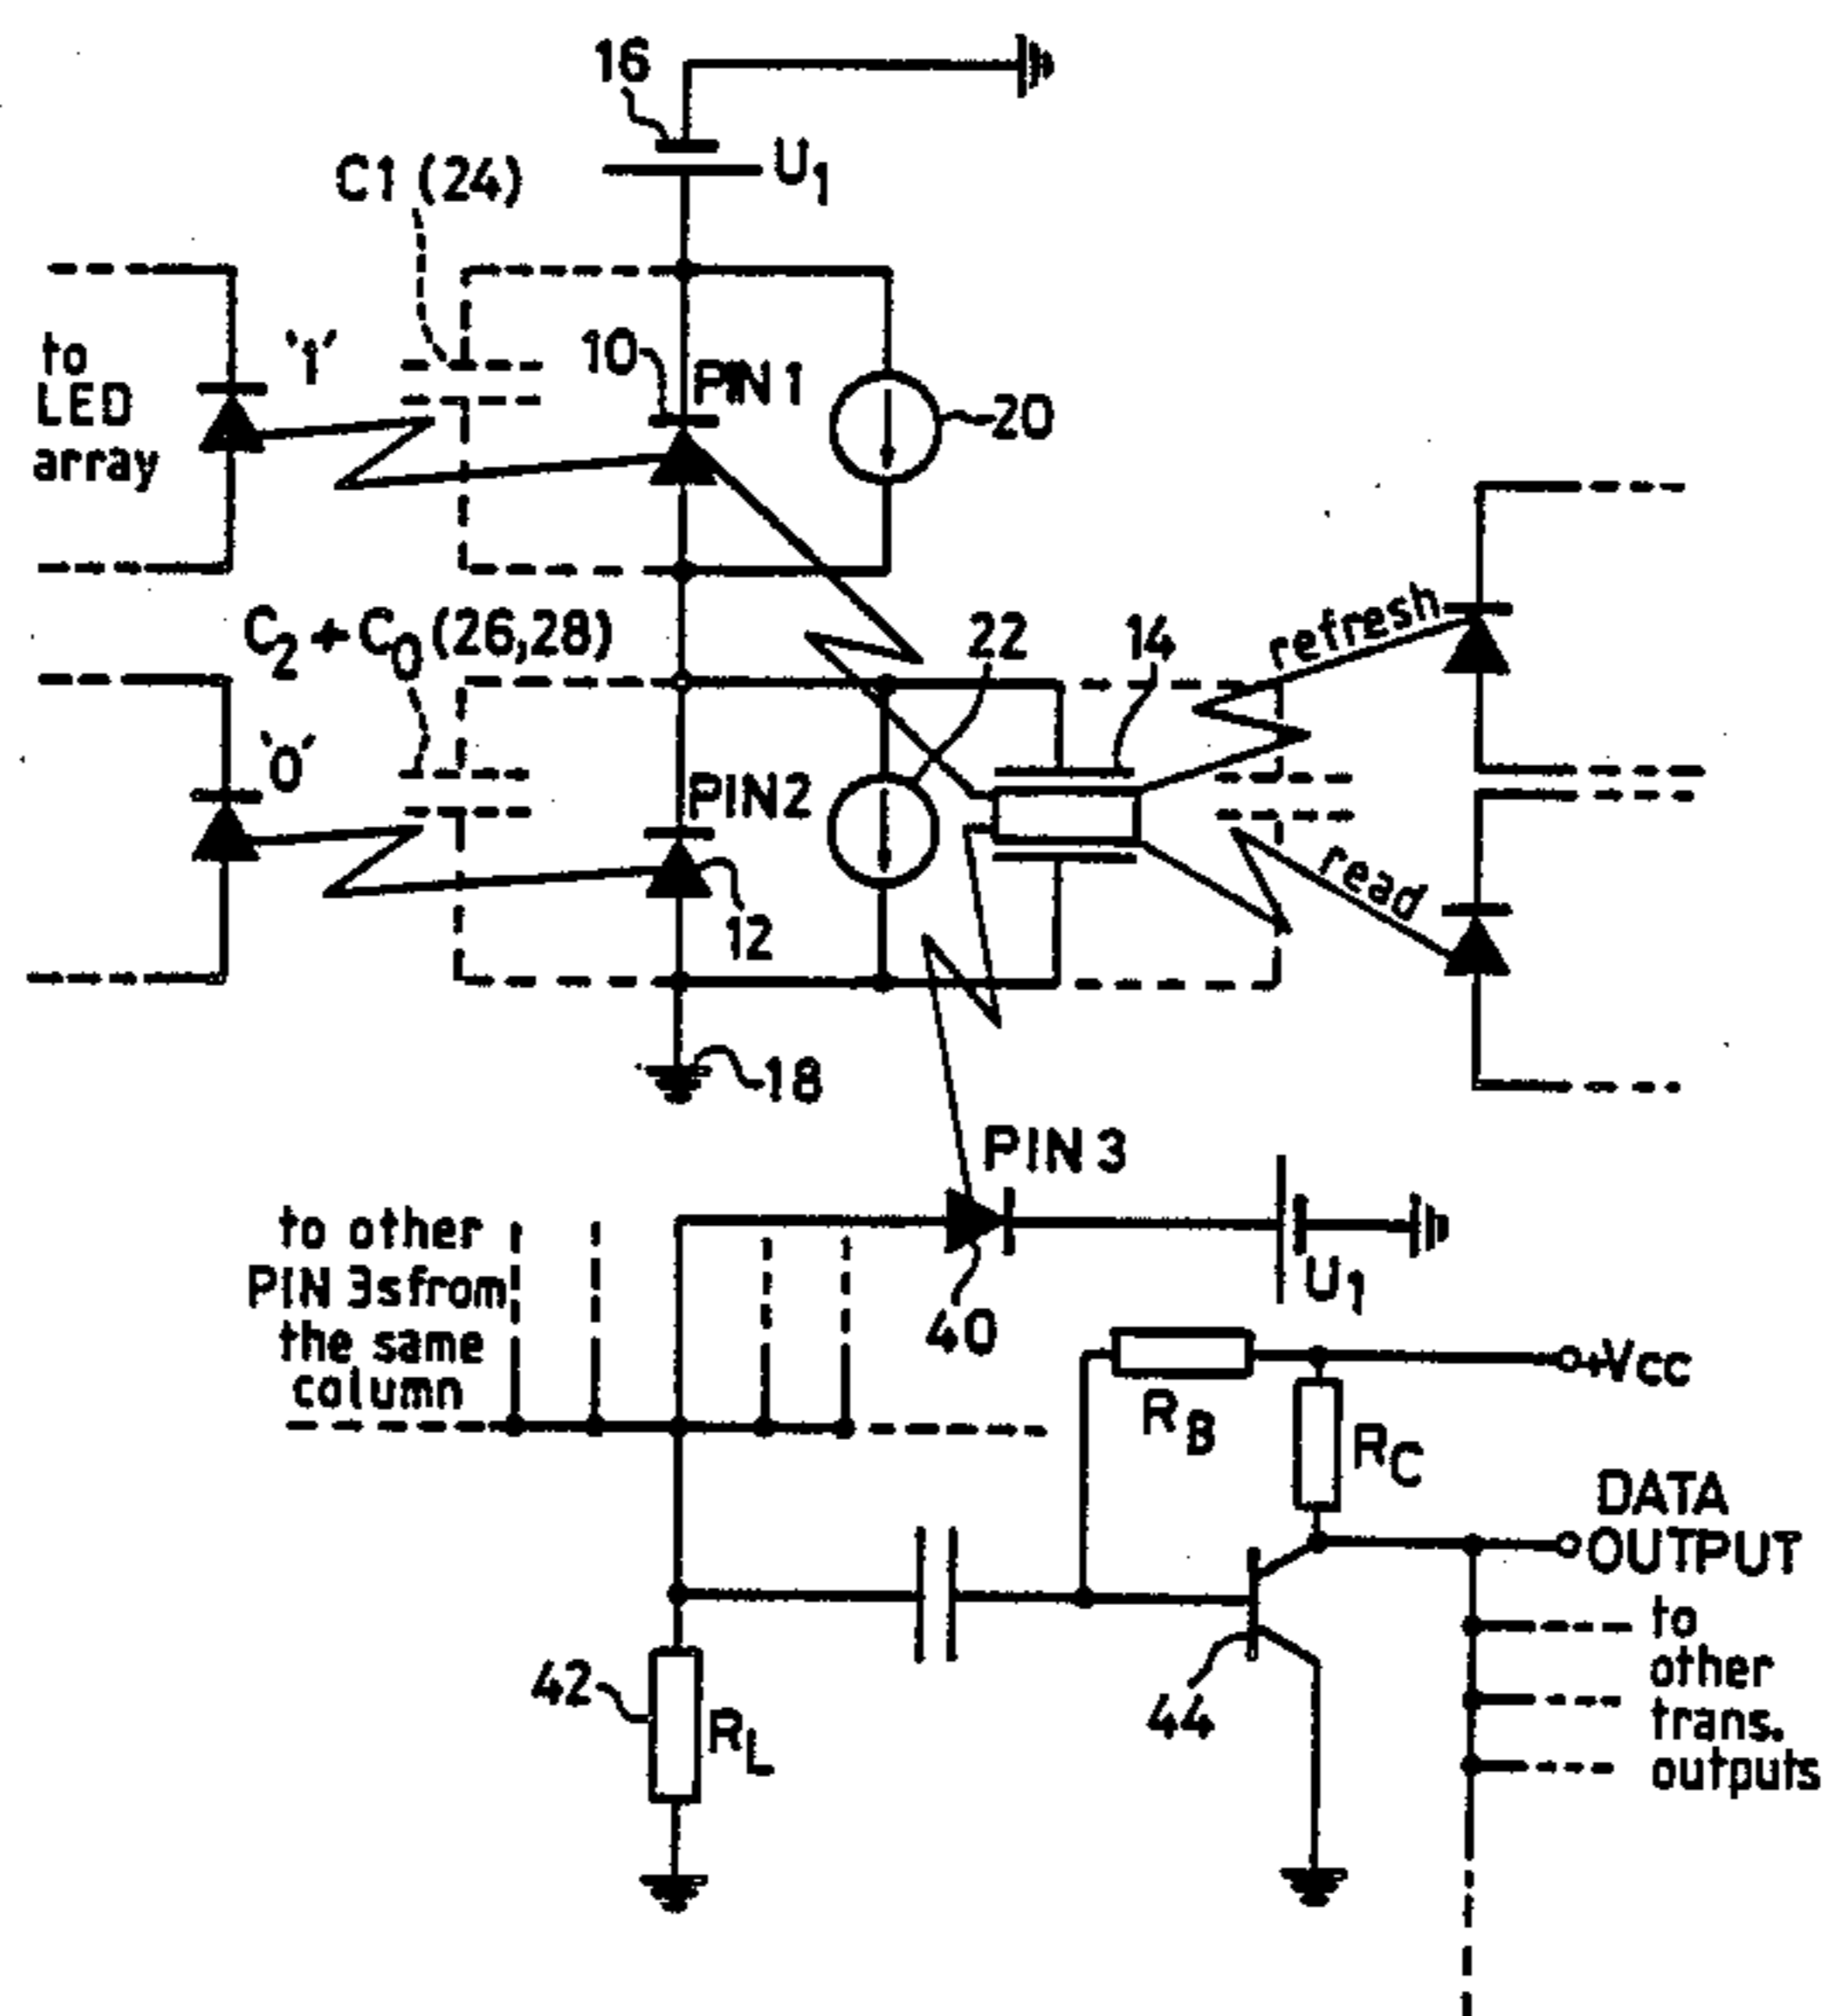 16
U1
C1 (24)
to
LED
array
'1'
10
PIN1
20
C2 + C0 (26,28)
22
14
refresh
'0'
PIN2
12
read
18
PIN 3
to other
PIN 3s from
the same
column
40
U1
RB
+Vcc
RC
DATA
OUTPUT
42
RL
44
to
other
trans.
outputs